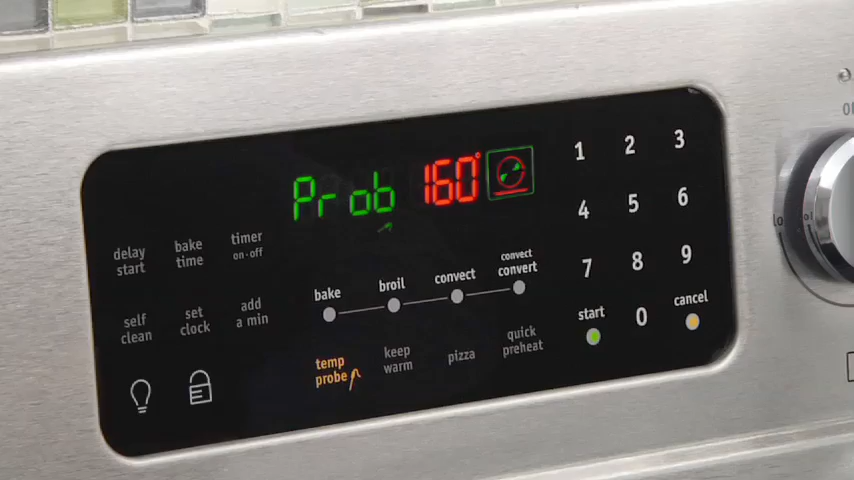 Prob 160°
1 2 3
4 5 6
7 8 9
0
delay
start
bake
time
timer
on·off
self
clean
set
clock
add
a min
bake
broil
convect
convect
convert
temp
probe
keep
warm
pizza
quick
preheat
start
cancel
lo